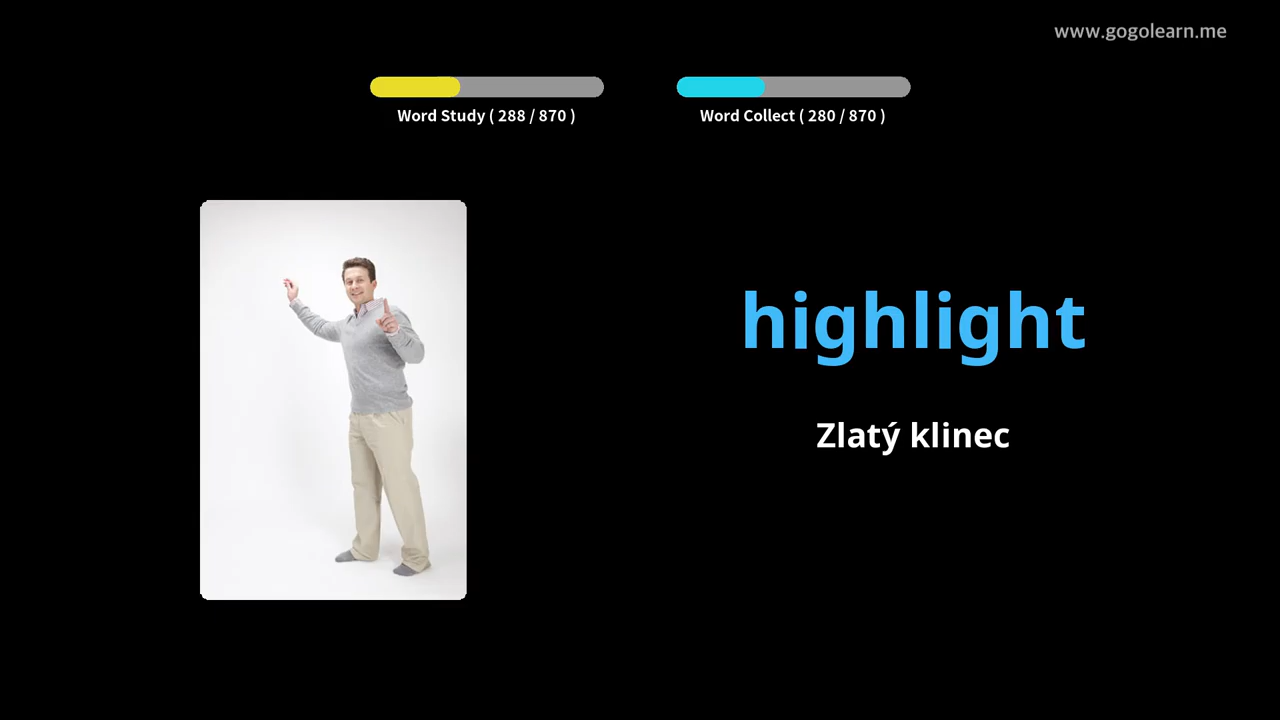 www.gogolearn.me
Word Study ( 288 / 870 )
Word Collect ( 280 / 870 )
highlight
Zlatý klinec